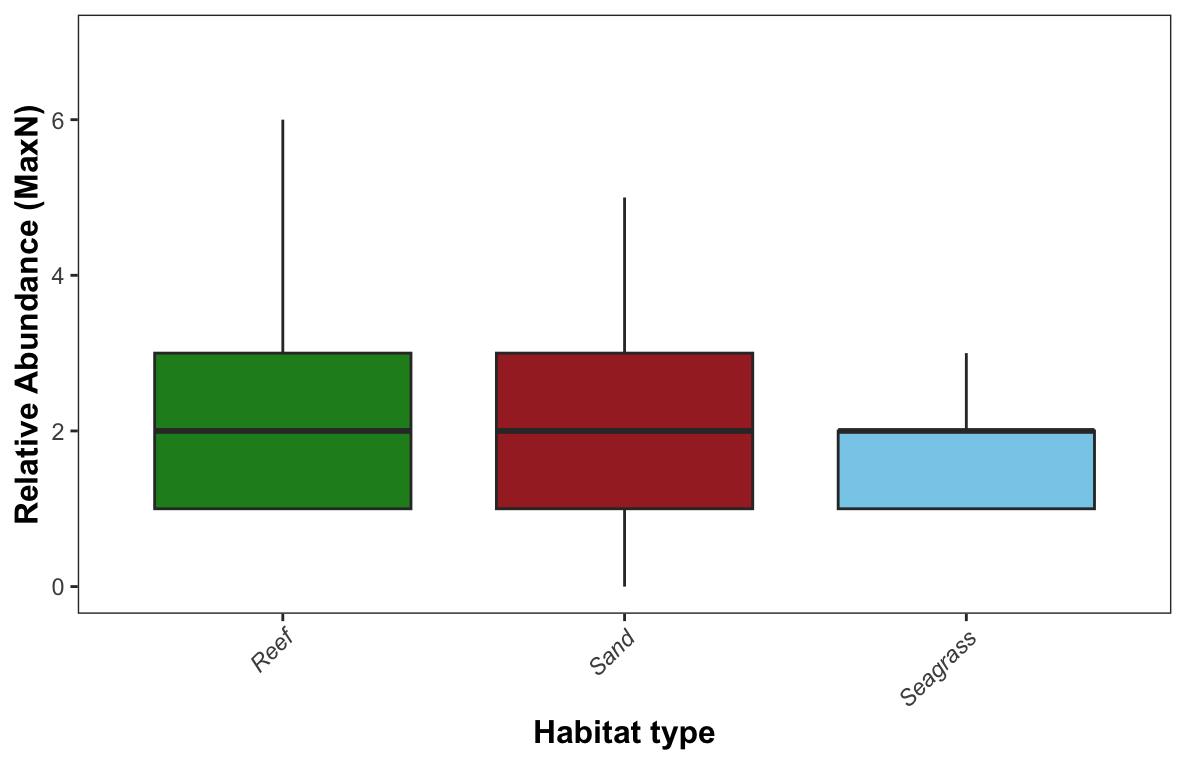 Relative Abundance (MaxN)
6
4
2
0
Reef
Sand
Seagrass
Habitat type